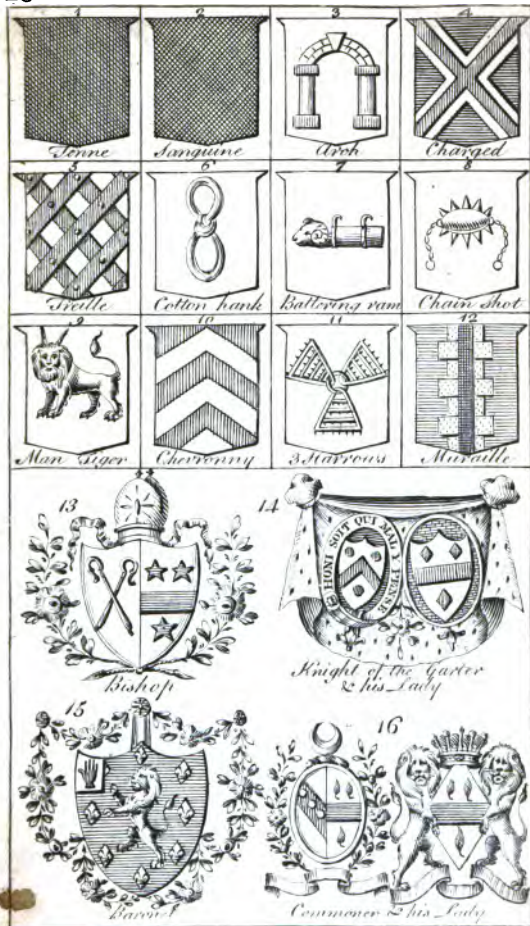 1 2 3 4
Tenne Sanguine Arch Charged
5 6 7 8
Treille Cotton hank Battering ram Chain shot
9 10 11 12
Man Tiger Chevronny 3 Harrows Muraille
13 14
HONI SOIT QUI MAL Y PENSE
Bishop
Knight of the Garter
& his Lady
15 16
Baronet
Commoner & his Lady